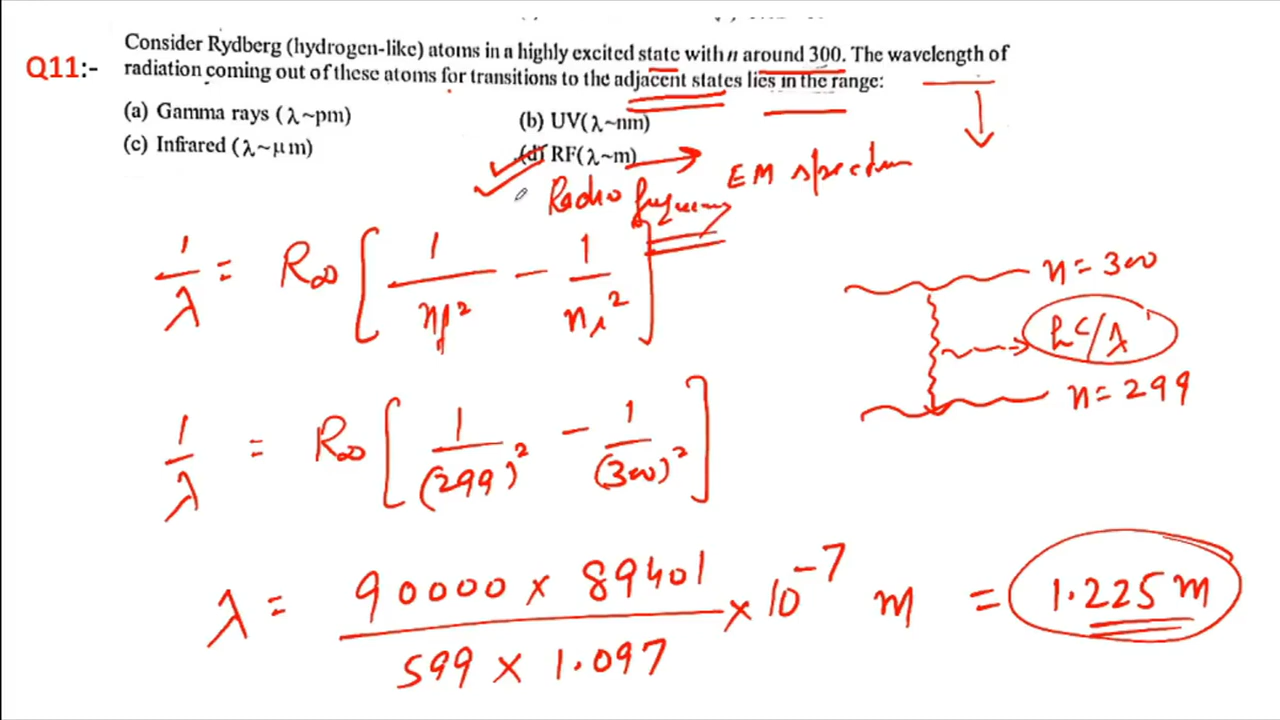 Q11:- Consider Rydberg (hydrogen-like) atoms in a highly excited state with n around 300. The wavelength of
radiation coming out of these atoms for transitions to the adjacent states lies in the range:
(a) Gamma rays (λ~pm) (b) UV(λ~nm)
(c) Infrared (λ~μm) (d) RF(λ~m)
EM spectrum
Radio frequency
1/λ = R∞ [1/nf² − 1/ni²]
n = 300
hc/λ
n = 299
1/λ = R∞ [1/(299)² − 1/(300)²]
λ = 90000 × 89401 / 599 × 1.097 × 10⁻⁷ m = 1.225 m